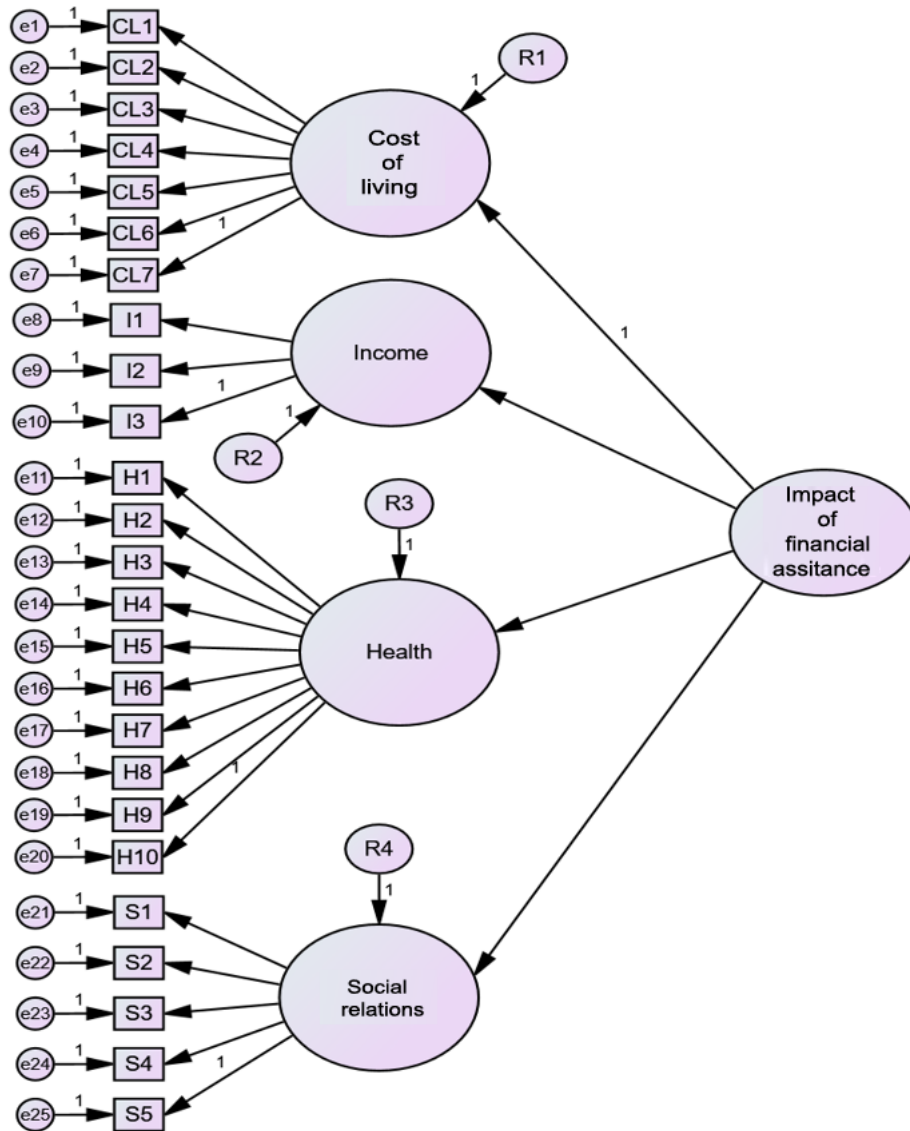 e1 1 CL1
e2 1 CL2
e3 1 CL3
e4 1 CL4
e5 1 CL5
e6 1 CL6
e7 1 CL7
1
Cost
of
living
1
R1
e8 1 I1
e9 1 I2
e10 1 I3
1
Income
1
R2
e11 1 H1
e12 1 H2
e13 1 H3
e14 1 H4
e15 1 H5
e16 1 H6
e17 1 H7
e18 1 H8
e19 1 H9
e20 1 H10
1
R3
1
Health
e21 1 S1
e22 1 S2
e23 1 S3
e24 1 S4
e25 1 S5
1
R4
1
Social
relations
1
Impact
of
financial
assitance